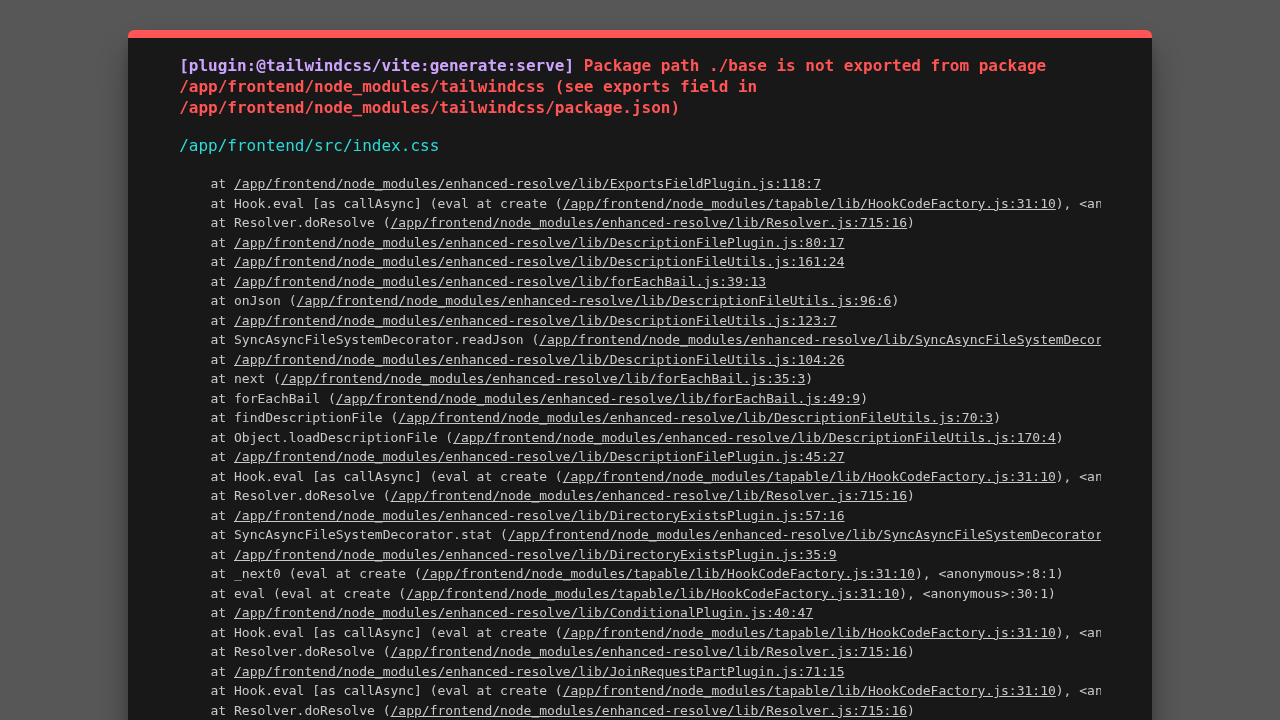 [plugin:@tailwindcss/vite:generate:serve] Package path ./base is not exported from package
/app/frontend/node_modules/tailwindcss (see exports field in
/app/frontend/node_modules/tailwindcss/package.json)
/app/frontend/src/index.css
at /app/frontend/node_modules/enhanced-resolve/lib/ExportsFieldPlugin.js:118:7
at Hook.eval [as callAsync] (eval at create (/app/frontend/node_modules/tapable/lib/HookCodeFactory.js:31:10), <an
at Resolver.doResolve (/app/frontend/node_modules/enhanced-resolve/lib/Resolver.js:715:16)
at /app/frontend/node_modules/enhanced-resolve/lib/DescriptionFilePlugin.js:80:17
at /app/frontend/node_modules/enhanced-resolve/lib/DescriptionFileUtils.js:161:24
at /app/frontend/node_modules/enhanced-resolve/lib/forEachBail.js:39:13
at onJson (/app/frontend/node_modules/enhanced-resolve/lib/DescriptionFileUtils.js:96:6)
at /app/frontend/node_modules/enhanced-resolve/lib/DescriptionFileUtils.js:123:7
at SyncAsyncFileSystemDecorator.readJson (/app/frontend/node_modules/enhanced-resolve/lib/SyncAsyncFileSystemDecor
at /app/frontend/node_modules/enhanced-resolve/lib/DescriptionFileUtils.js:104:26
at next (/app/frontend/node_modules/enhanced-resolve/lib/forEachBail.js:35:3)
at forEachBail (/app/frontend/node_modules/enhanced-resolve/lib/forEachBail.js:49:9)
at findDescriptionFile (/app/frontend/node_modules/enhanced-resolve/lib/DescriptionFileUtils.js:70:3)
at Object.loadDescriptionFile (/app/frontend/node_modules/enhanced-resolve/lib/DescriptionFileUtils.js:170:4)
at /app/frontend/node_modules/enhanced-resolve/lib/DescriptionFilePlugin.js:45:27
at Hook.eval [as callAsync] (eval at create (/app/frontend/node_modules/tapable/lib/HookCodeFactory.js:31:10), <an
at Resolver.doResolve (/app/frontend/node_modules/enhanced-resolve/lib/Resolver.js:715:16)
at /app/frontend/node_modules/enhanced-resolve/lib/DirectoryExistsPlugin.js:57:16
at SyncAsyncFileSystemDecorator.stat (/app/frontend/node_modules/enhanced-resolve/lib/SyncAsyncFileSystemDecorator
at /app/frontend/node_modules/enhanced-resolve/lib/DirectoryExistsPlugin.js:35:9
at _next0 (eval at create (/app/frontend/node_modules/tapable/lib/HookCodeFactory.js:31:10), <anonymous>:8:1)
at eval (eval at create (/app/frontend/node_modules/tapable/lib/HookCodeFactory.js:31:10), <anonymous>:30:1)
at /app/frontend/node_modules/enhanced-resolve/lib/ConditionalPlugin.js:40:47
at Hook.eval [as callAsync] (eval at create (/app/frontend/node_modules/tapable/lib/HookCodeFactory.js:31:10), <an
at Resolver.doResolve (/app/frontend/node_modules/enhanced-resolve/lib/Resolver.js:715:16)
at /app/frontend/node_modules/enhanced-resolve/lib/JoinRequestPartPlugin.js:71:15
at Hook.eval [as callAsync] (eval at create (/app/frontend/node_modules/tapable/lib/HookCodeFactory.js:31:10), <an
at Resolver.doResolve (/app/frontend/node_modules/enhanced-resolve/lib/Resolver.js:715:16)